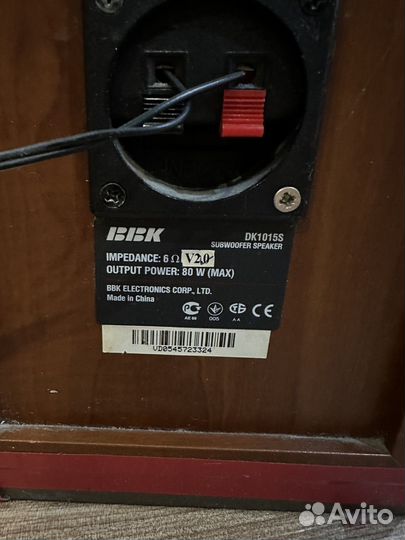 BBK
DK1015S
SUBWOOFER SPEAKER
IMPEDANCE: 6 Ω V2,0
OUTPUT POWER: 80 W (MAX)
BBK ELECTRONICS CORP., LTD.
Made in China
VD0545723324
Avito